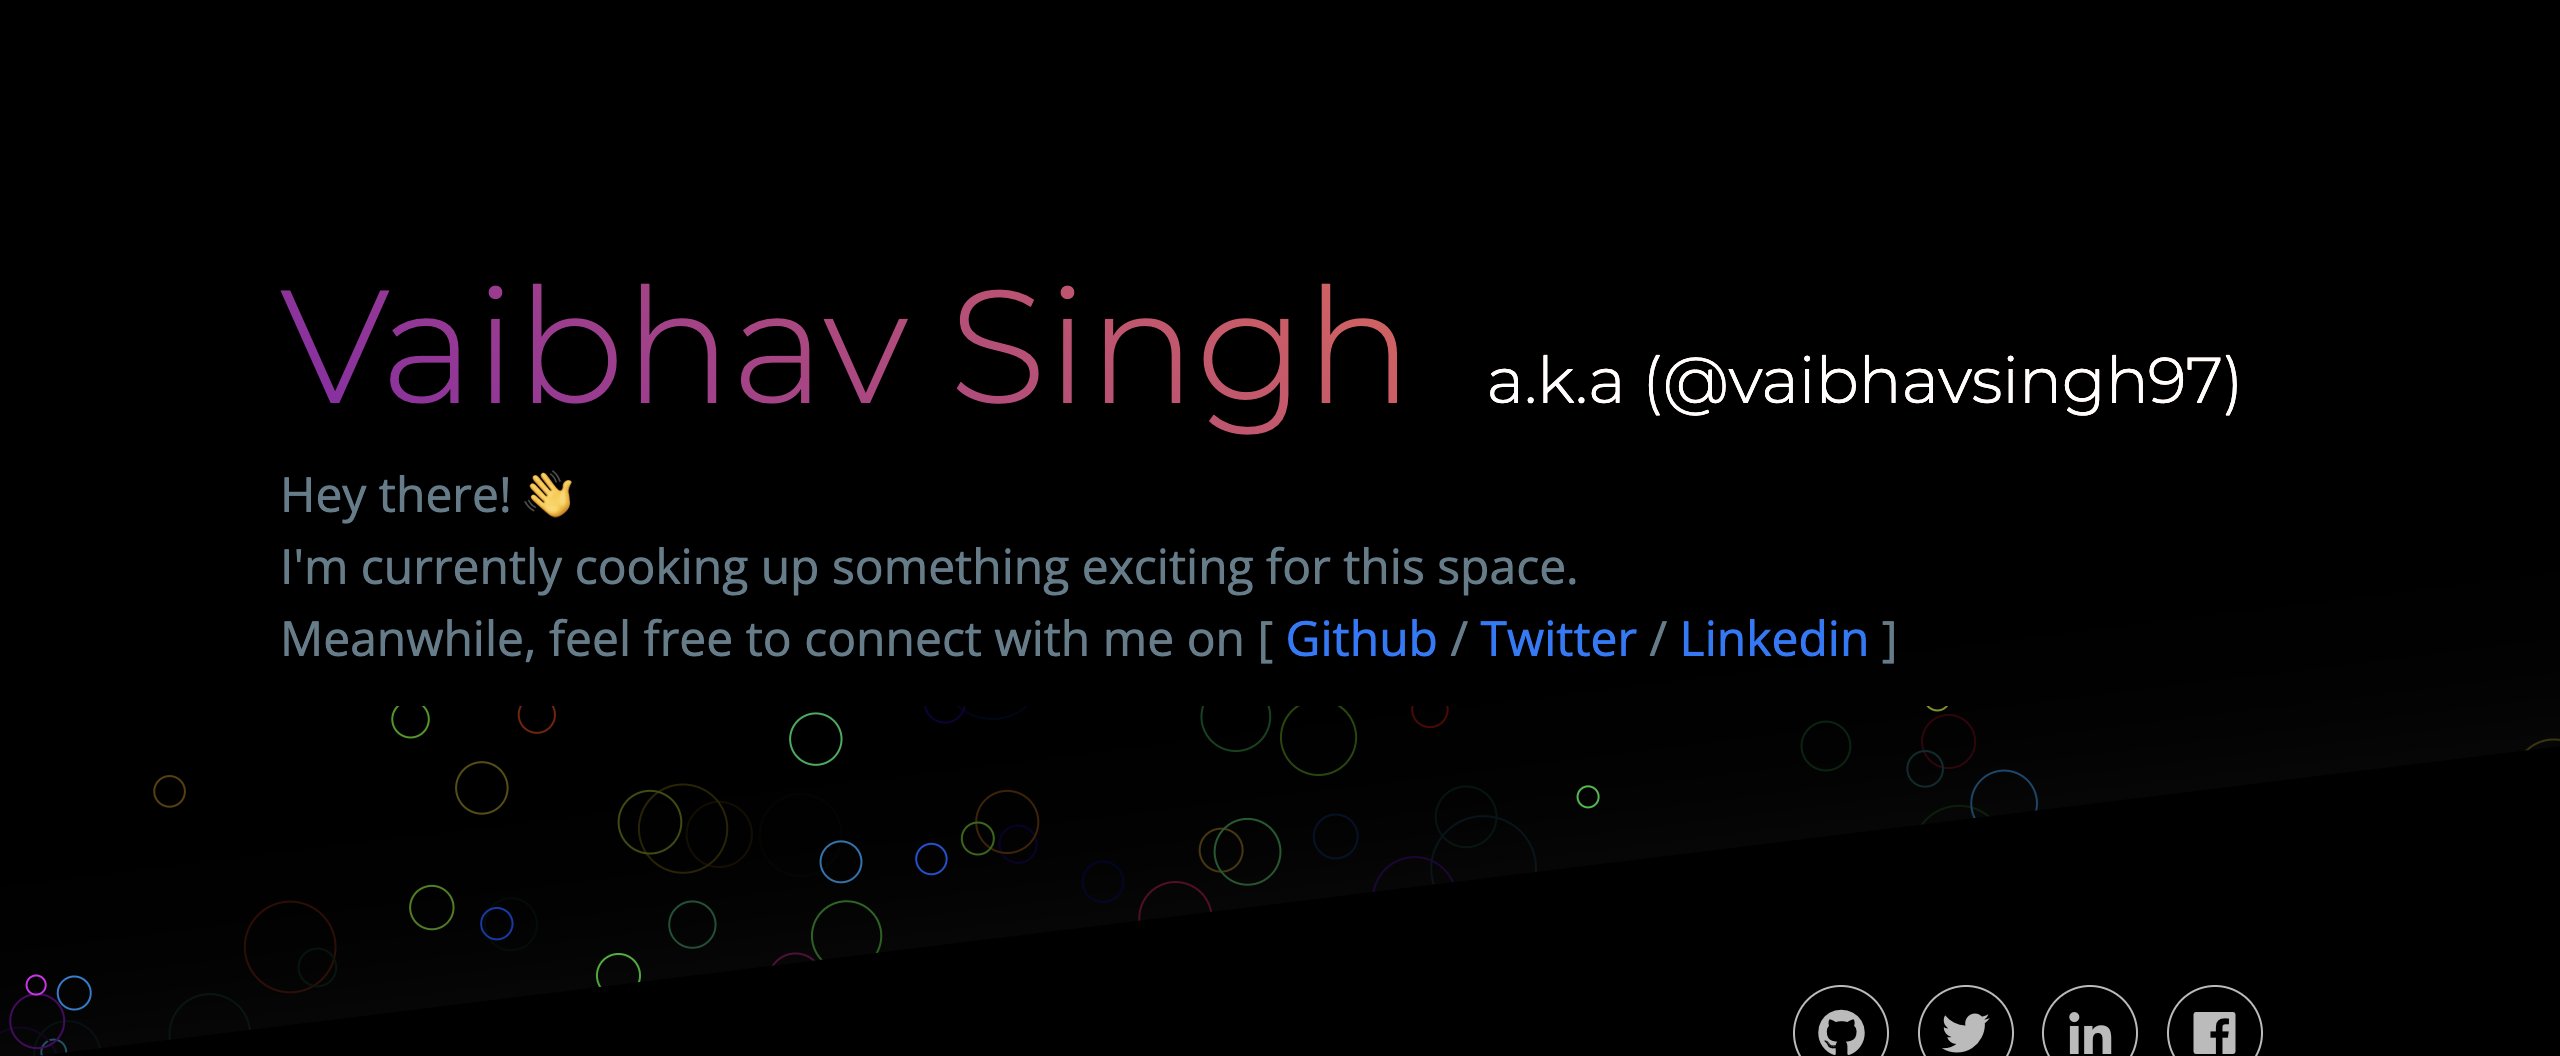 Vaibhav Singh a.k.a (@vaibhavsingh97)
Hey there! 👋
I'm currently cooking up something exciting for this space.
Meanwhile, feel free to connect with me on [ Github / Twitter / Linkedin ]